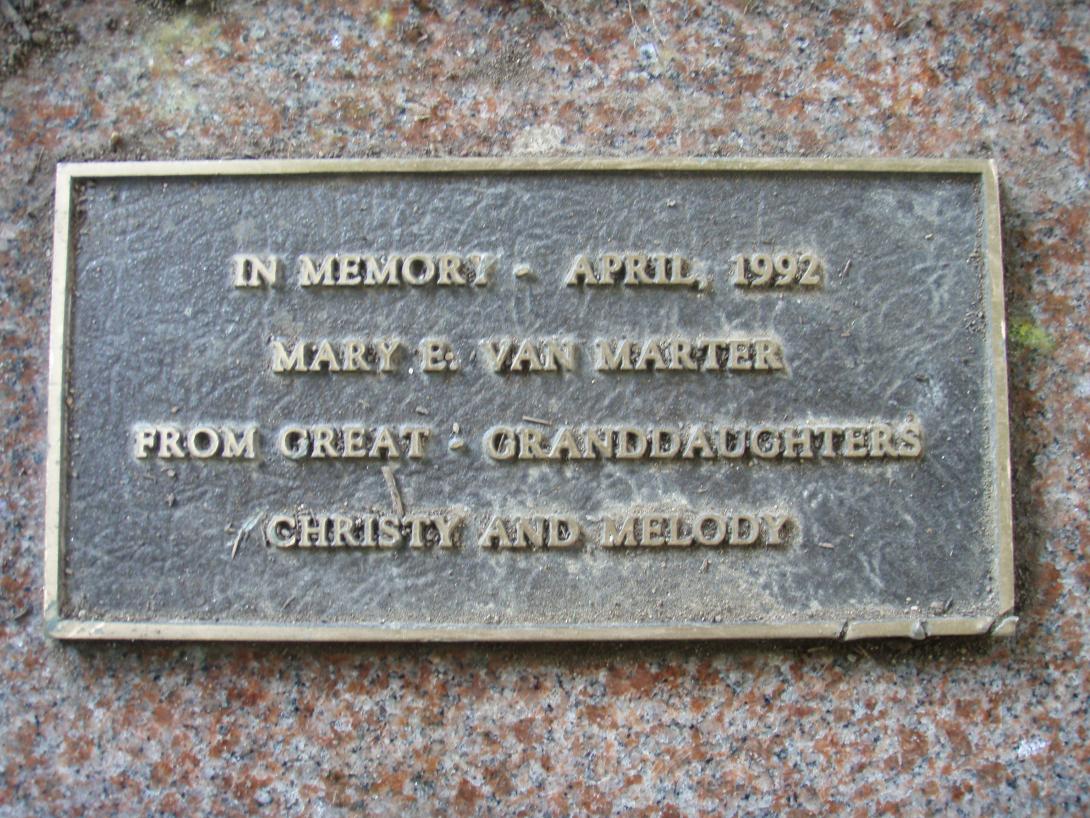 IN MEMORY - APRIL, 1992
MARY E. VAN MARTER
FROM GREAT - GRANDDAUGHTERS
CHRISTY AND MELODY